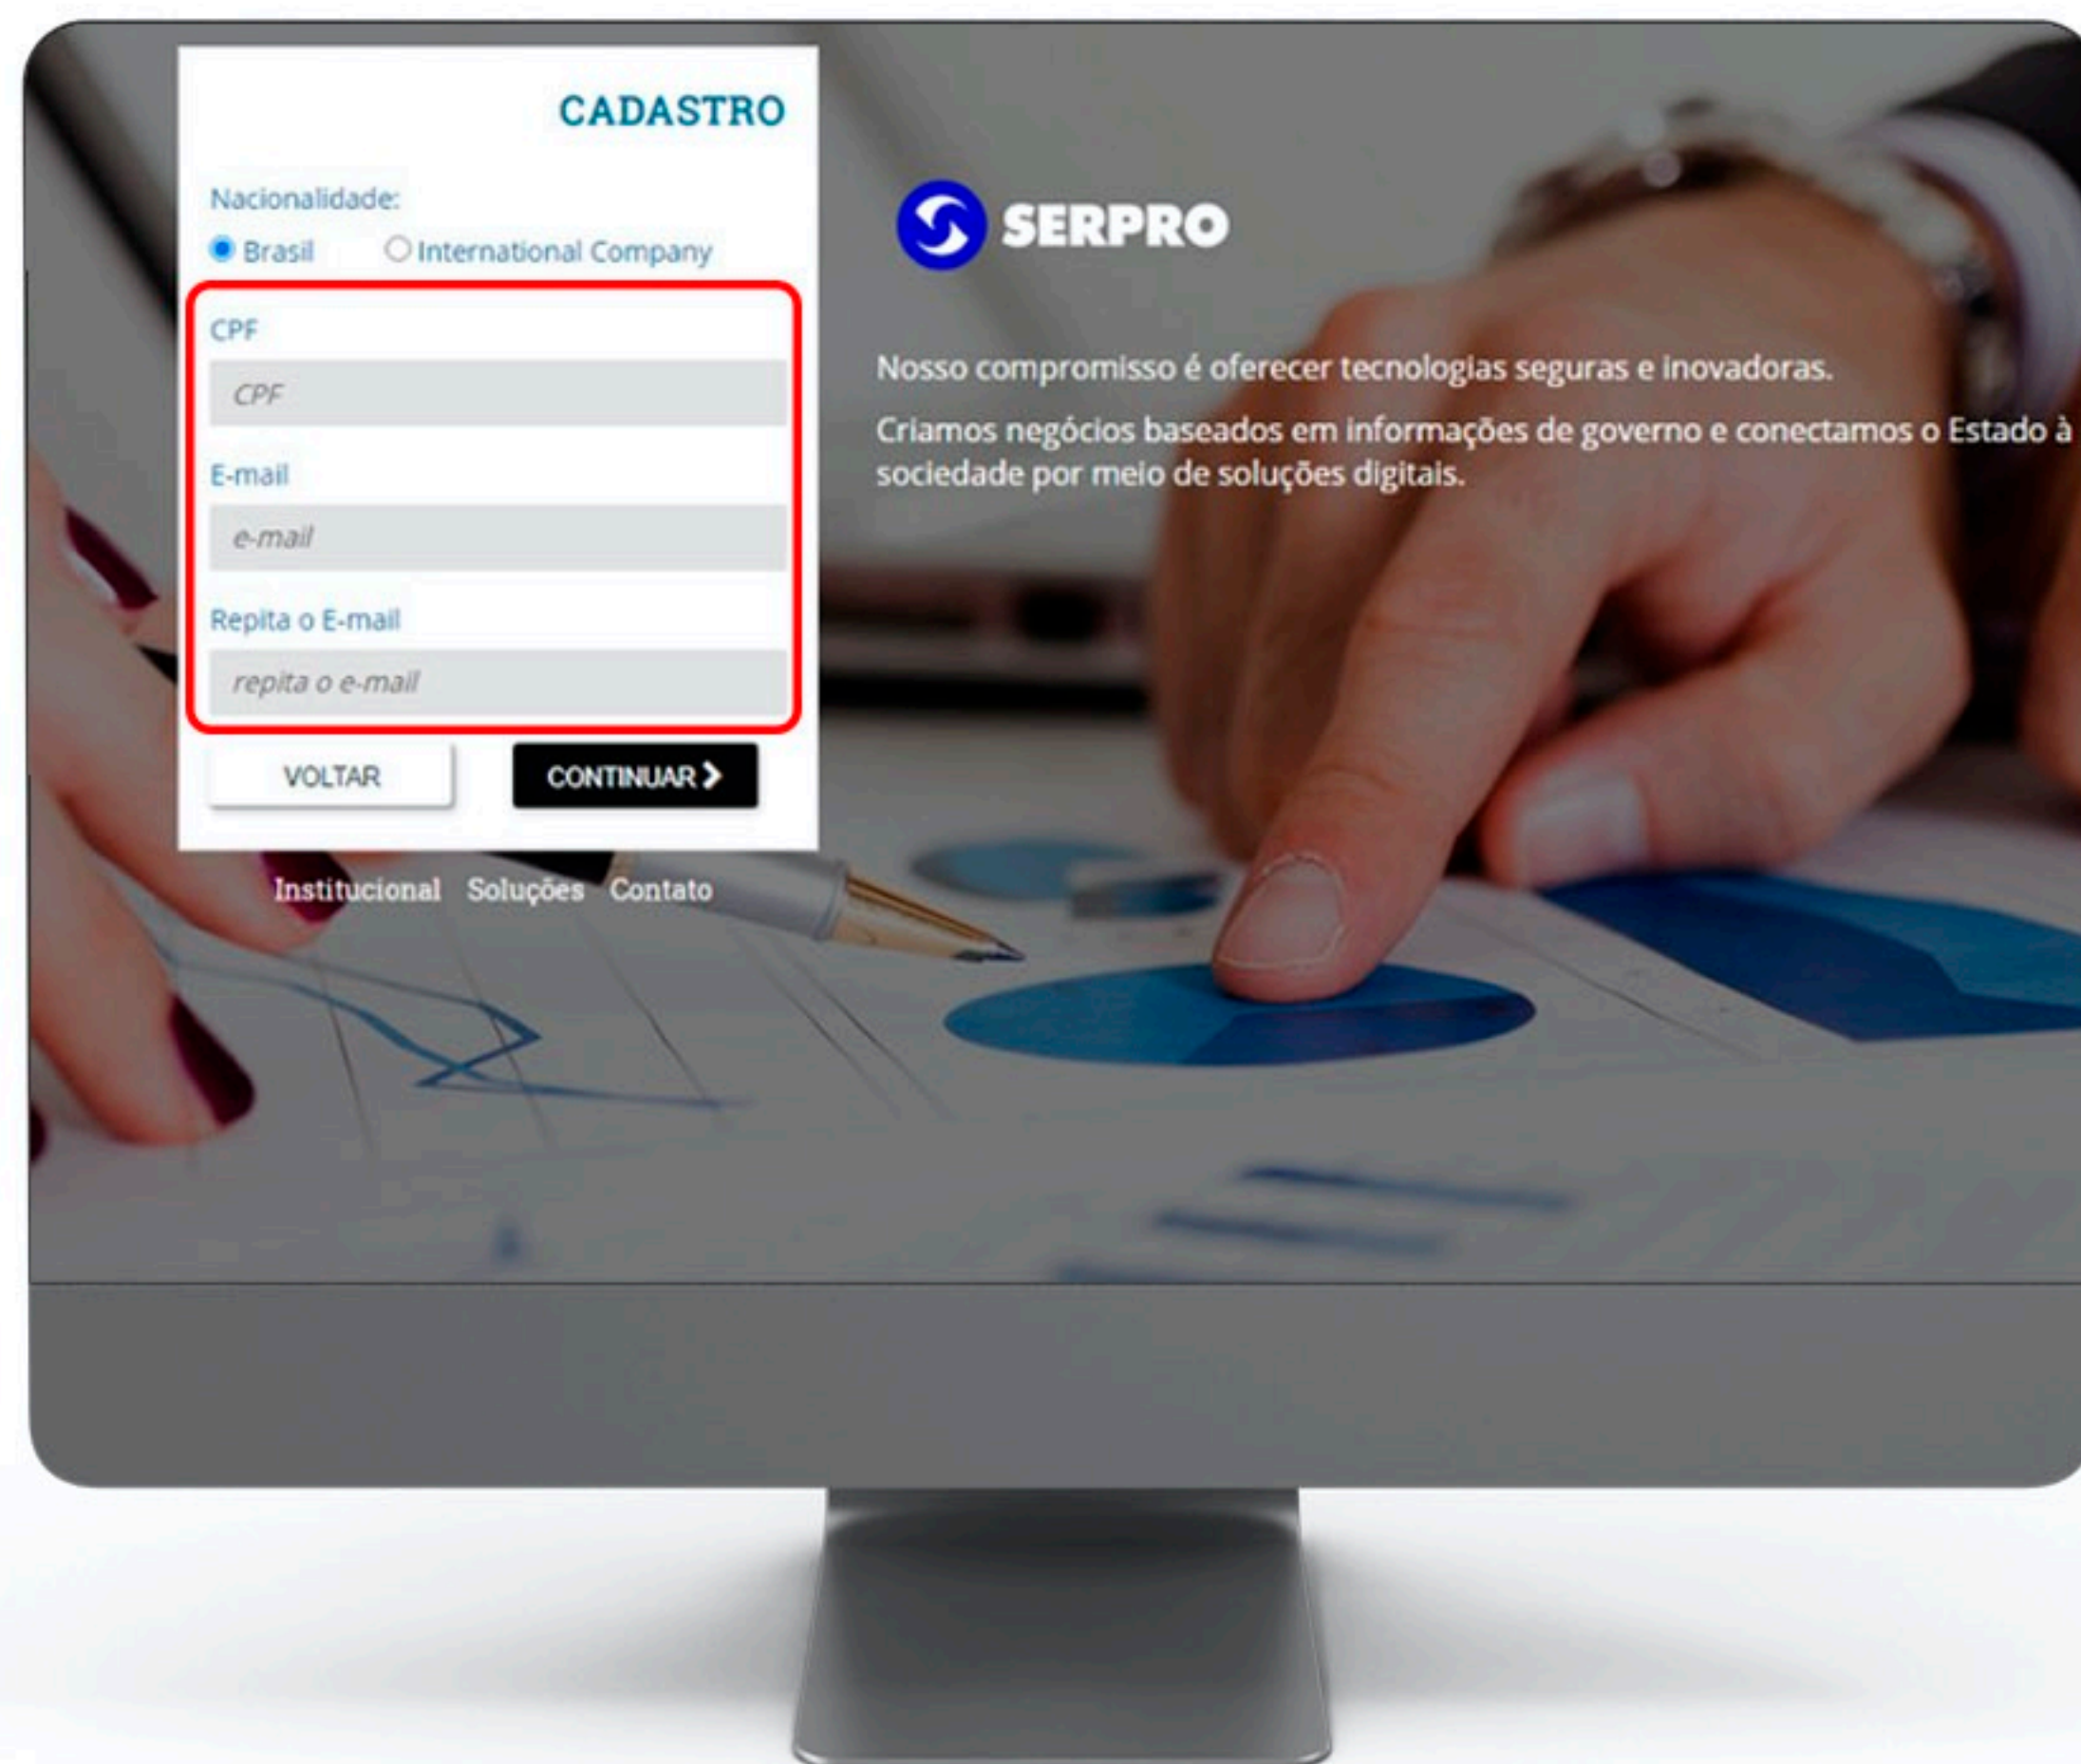 CADASTRO
Nacionalidade:
Brasil International Company
CPF
CPF
E-mail
e-mail
Repita o E-mail
repita o e-mail
VOLTAR CONTINUAR
Institucional Soluções Contato
SERPRO
Nosso compromisso é oferecer tecnologias seguras e inovadoras.
Criamos negócios baseados em informações de governo e conectamos o Estado à
sociedade por meio de soluções digitais.